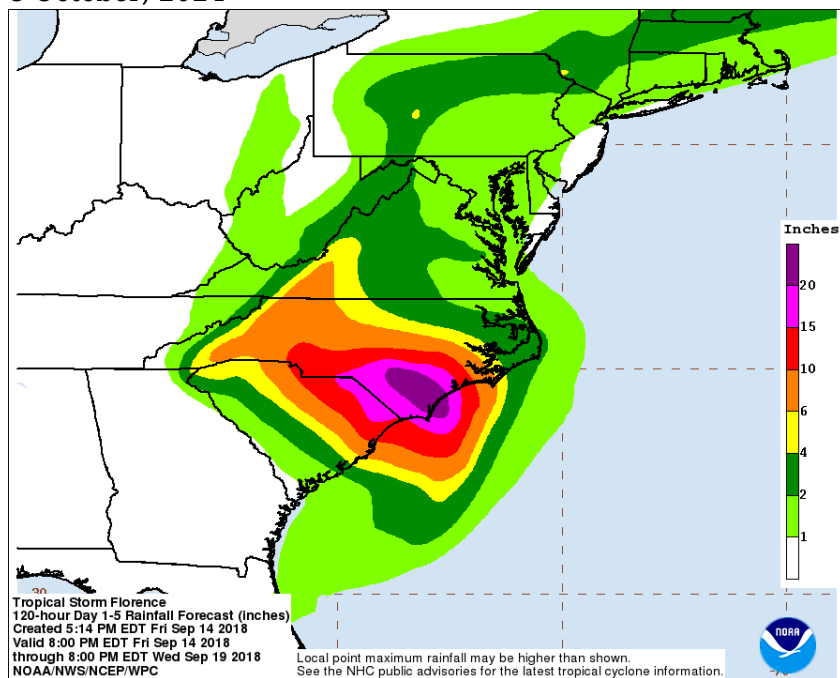 Inches
20
15
10
6
4
2
1
30
Tropical Storm Florence
120-hour Day 1-5 Rainfall Forecast (inches)
Created 5:14 PM EDT Fri Sep 14 2018
Valid 8:00 PM EDT Fri Sep 14 2018
through 8:00 PM EDT Wed Sep 19 2018
NOAA/NWS/NCEP/WPC
Local point maximum rainfall may be higher than shown.
See the NHC public advisories for the latest tropical cyclone information.
NOAA